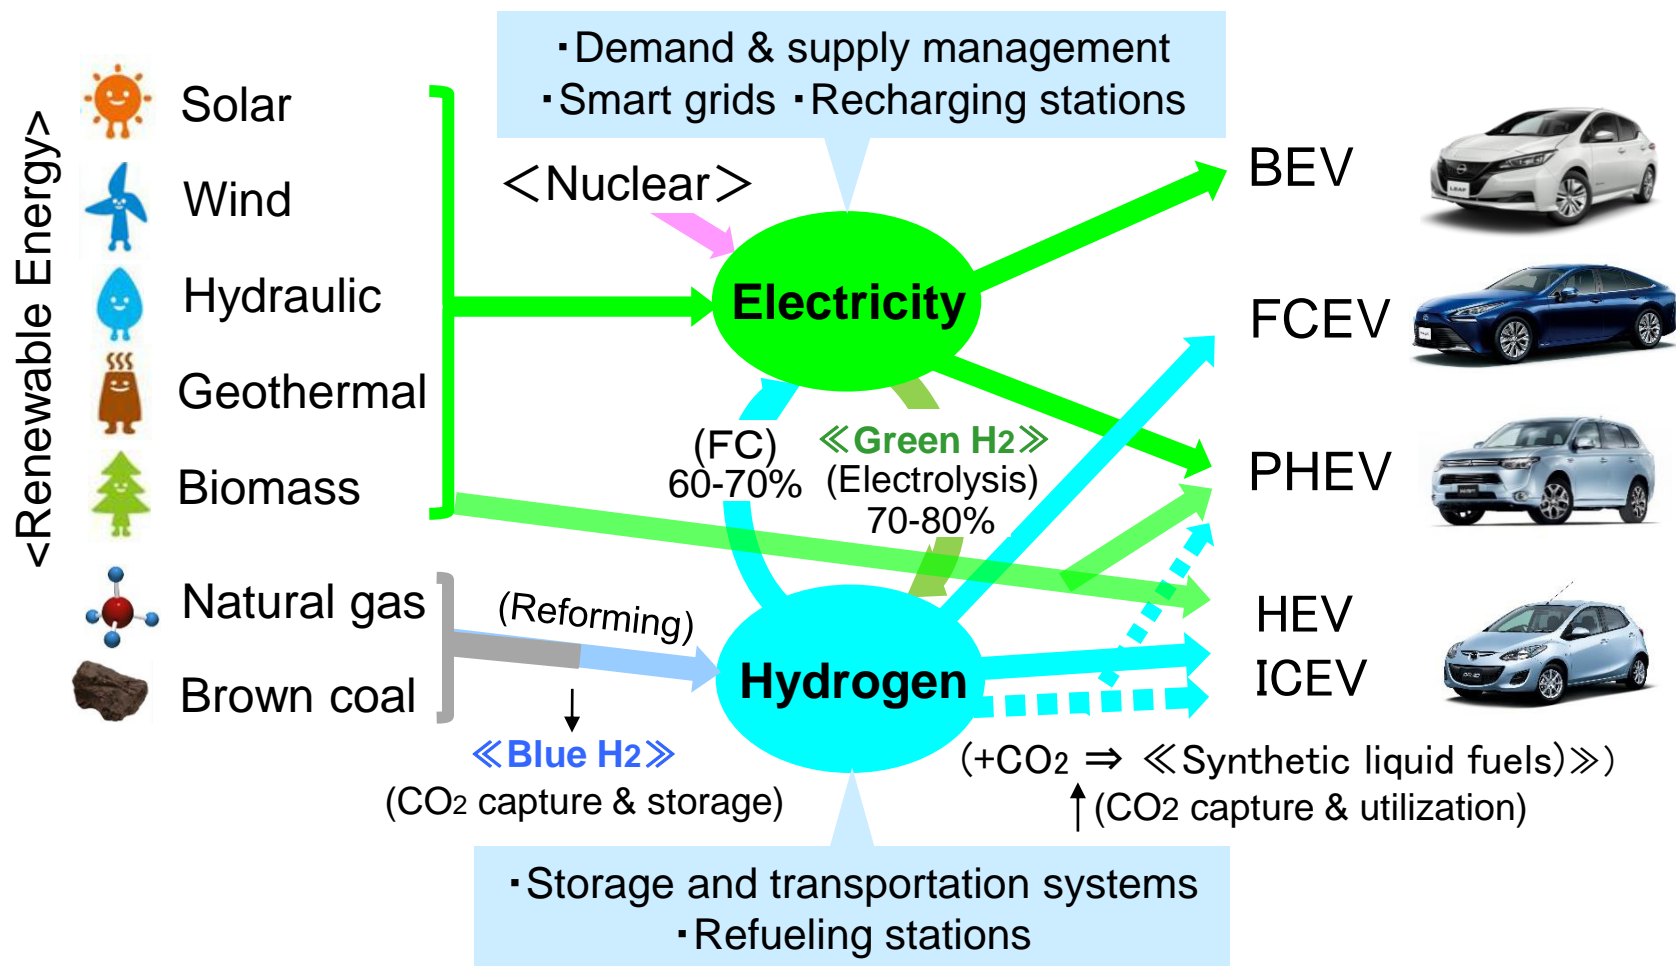 ・Demand & supply management
・Smart grids ・Recharging stations
<Renewable Energy>
Solar
Wind
Hydraulic
Geothermal
Biomass
Natural gas
Brown coal
＜Nuclear＞
Electricity
(FC)
60-70%
≪Green H2≫
(Electrolysis)
70-80%
(Reforming)
Hydrogen
≪Blue H2≫
(CO2 capture & storage)
BEV
FCEV
PHEV
HEV
ICEV
(+CO2 ⇒ ≪Synthetic liquid fuels)≫)
(CO2 capture & utilization)
・Storage and transportation systems
・Refueling stations
LEAF